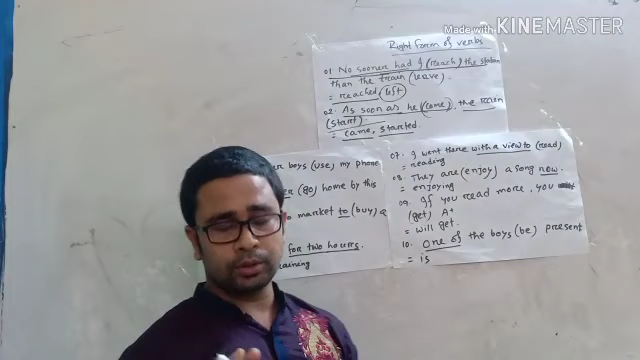 Made with KINEMASTER
Right form of verbs
01. No sooner had I (reach) the station
than the train (leave).
= reached (left)
02. As soon as he (come), the train
(start).
= came, started
boys (use) my phone
(go) home by this
market to (buy) a
for two hours.
07. I went there with a view to (read)
= reading
08. They are (enjoy) a song now.
= enjoying
09. If you read more, you
(get) A+
= will get.
10. One of the boys (be) present
= is